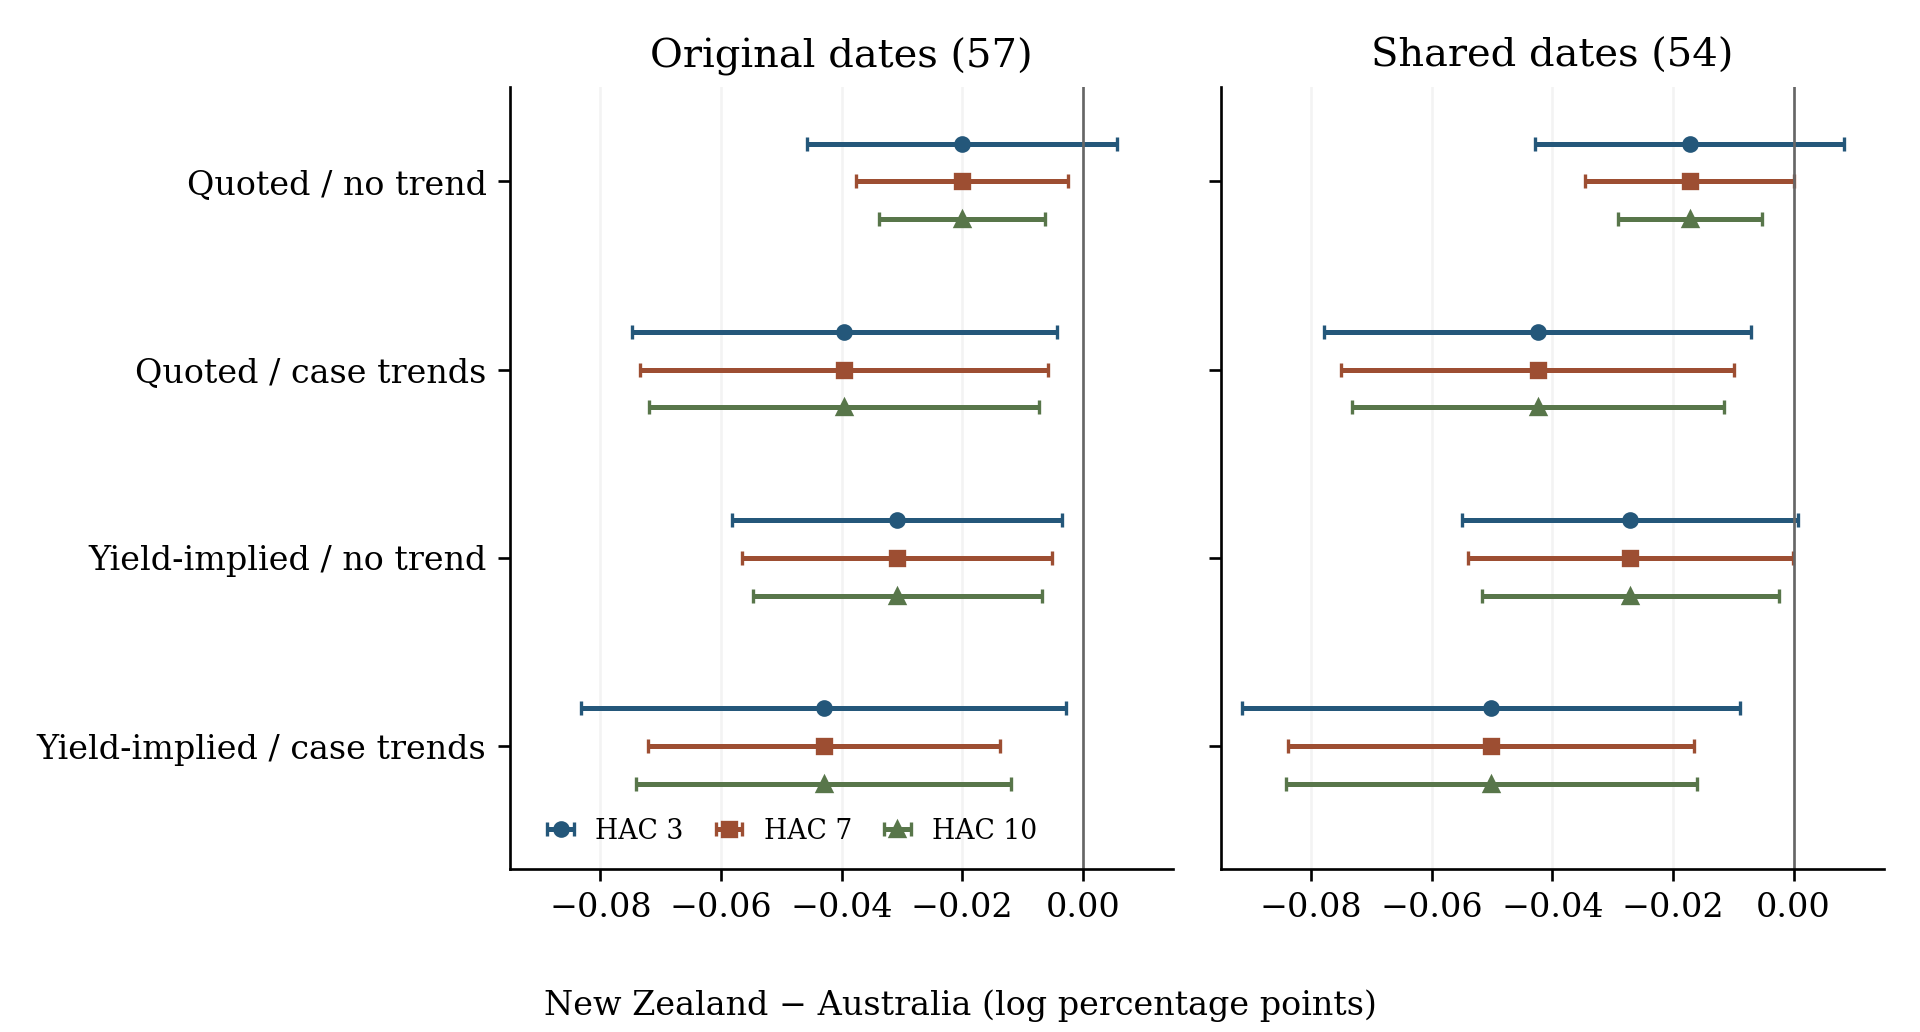 Original dates (57)
Shared dates (54)
Quoted / no trend
Quoted / case trends
Yield-implied / no trend
Yield-implied / case trends
HAC 3
HAC 7
HAC 10
−0.08 −0.06 −0.04 −0.02 0.00
−0.08 −0.06 −0.04 −0.02 0.00
New Zealand − Australia (log percentage points)